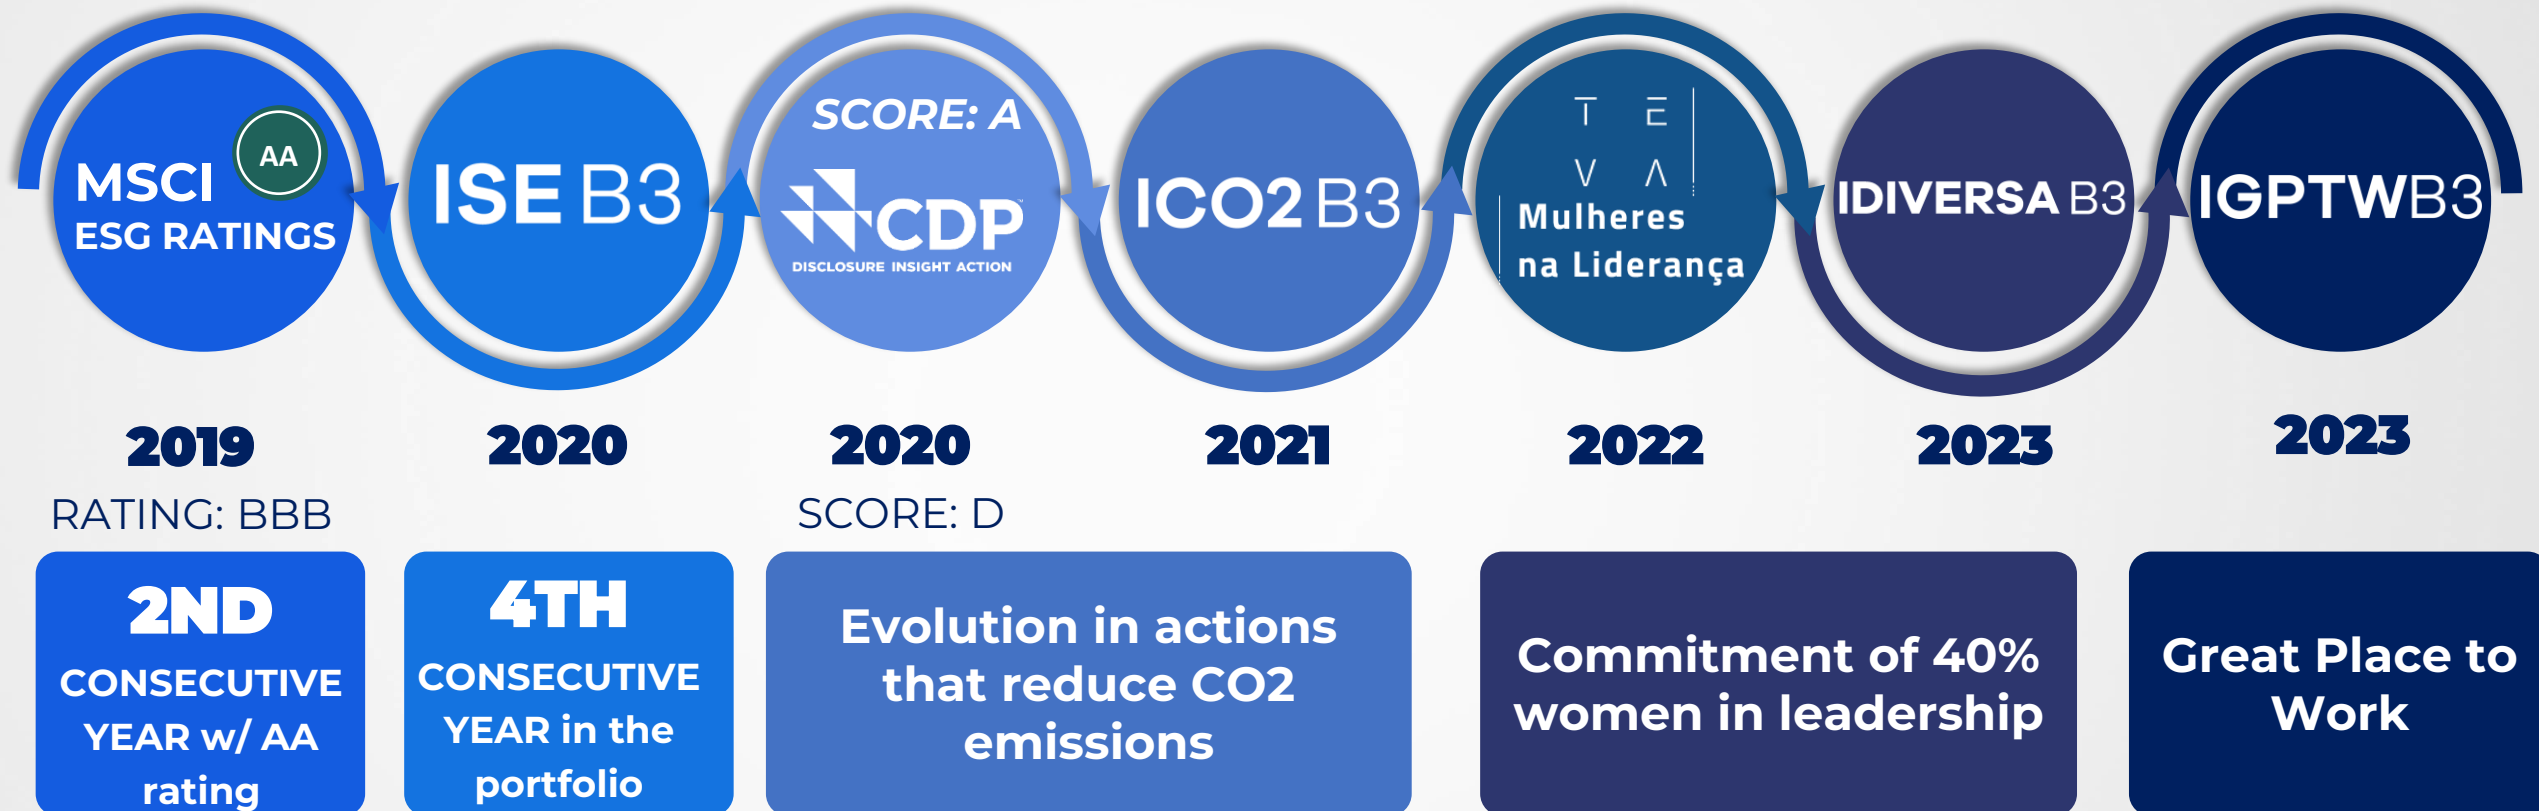 MSCI
AA
ESG RATINGS
ISE B3
SCORE: A
CDP
DISCLOSURE INSIGHT ACTION
ICO2 B3
T E
V A
Mulheres
na Liderança
IDIVERSA B3
IGPTWB3
2019
2020
2020
2021
2022
2023
2023
RATING: BBB
SCORE: D
2ND
CONSECUTIVE
YEAR w/ AA
rating
4TH
CONSECUTIVE
YEAR in the
portfolio
Evolution in actions
that reduce CO2
emissions
Commitment of 40%
women in leadership
Great Place to
Work